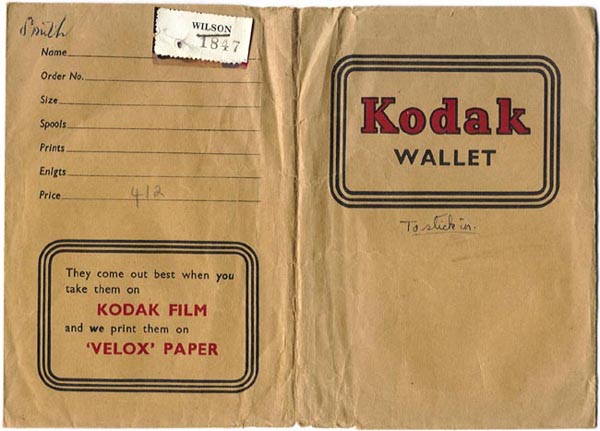 Smith
WILSON
1847
Name
Order No.
Size
Spools
Prints
Enlgts
Price 412
They come out best when you
take them on
KODAK FILM
and we print them on
'VELOX' PAPER
Kodak
WALLET
To stick in.